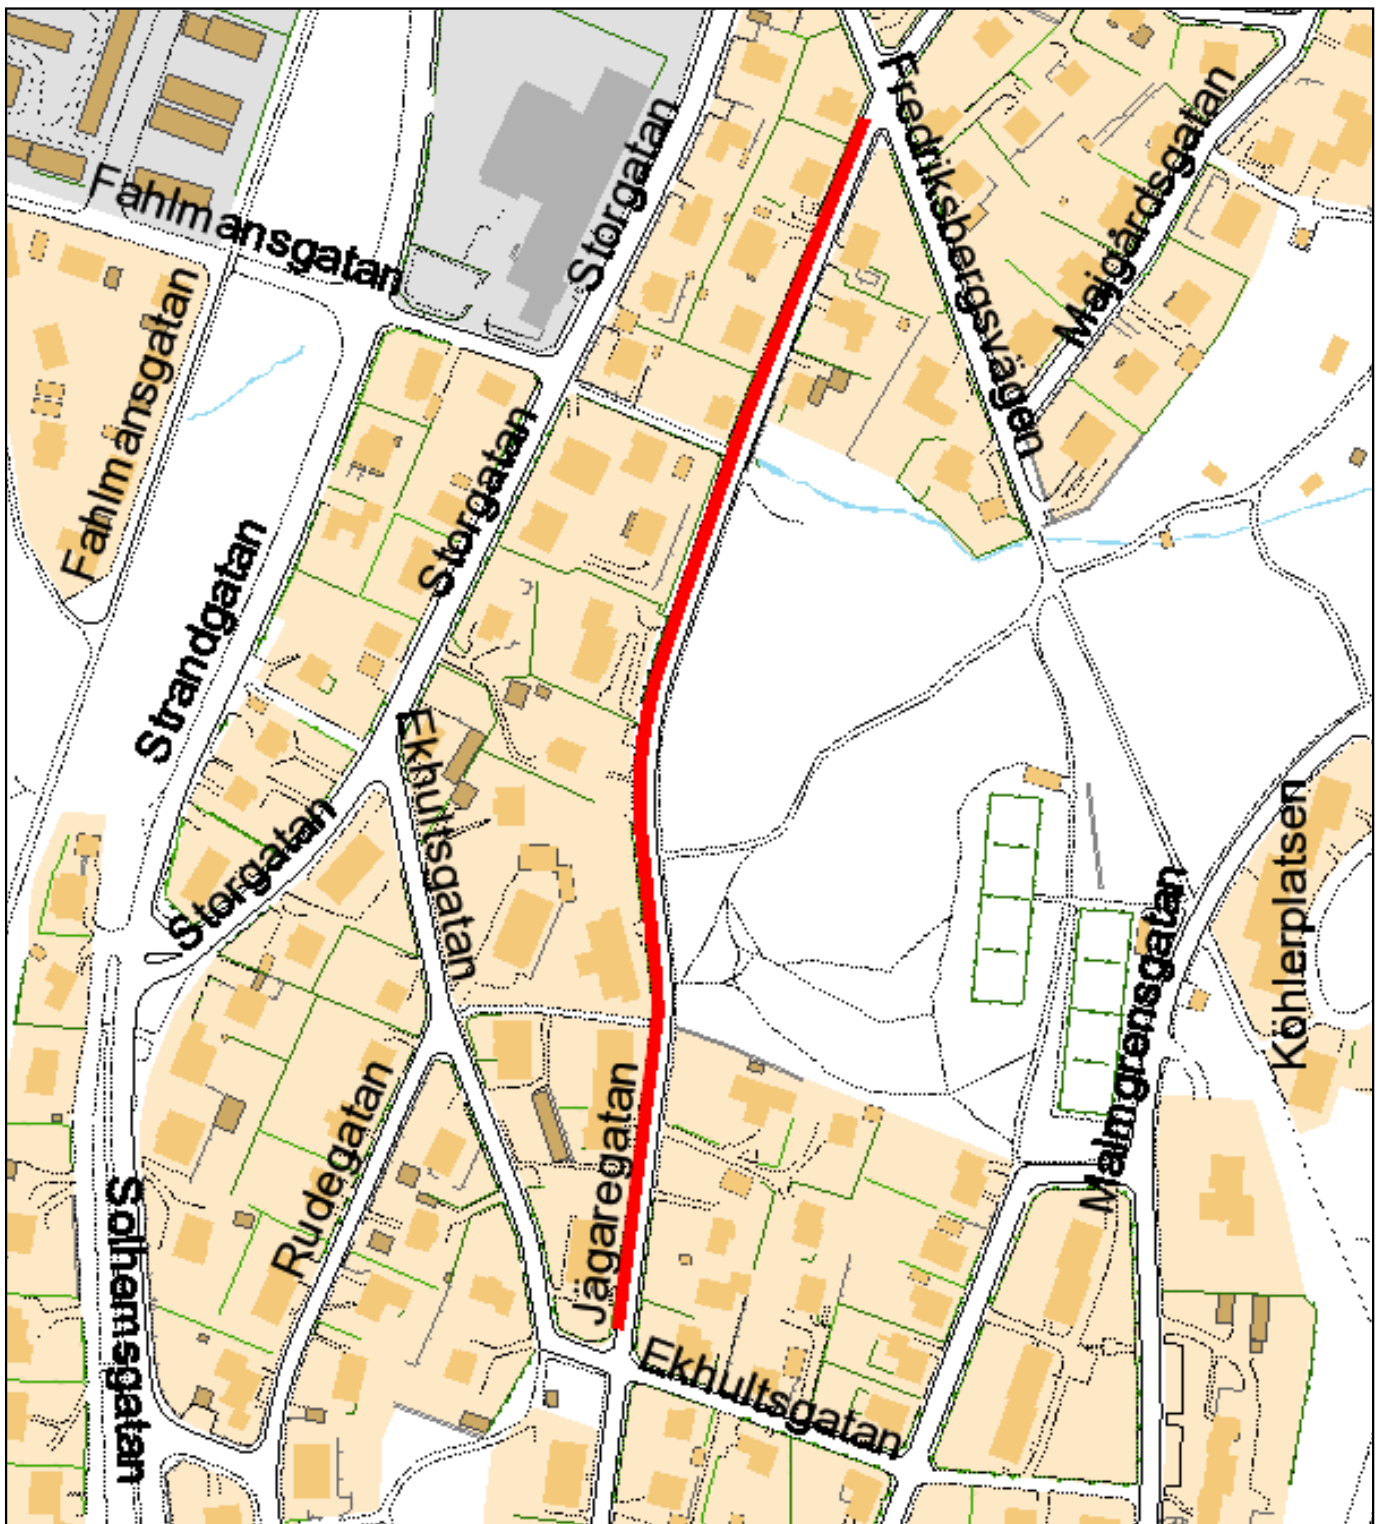 Fahlmansgatan
Storgatan
Fredriksbergsvägen
Majgårdsgatan
Fahlmansgatan
Storgatan
Strandgatan
Ekhultsgatan
Storgatan
Köhlerplatsen
Malmgrensgatan
Rudegatan
Jägaregatan
Solhemsgatan
Ekhultsgatan